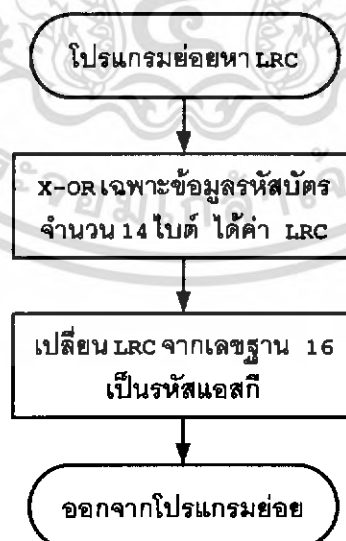 โปรแกรมย่อยหา LRC
X-OR เฉพาะข้อมูลรหัสบัตร
จำนวน 14 ไบต์ ได้ค่า LRC
เปลี่ยน LRC จากเลขฐาน 16
เป็นรหัสแอสกี
ออกจากโปรแกรมย่อย